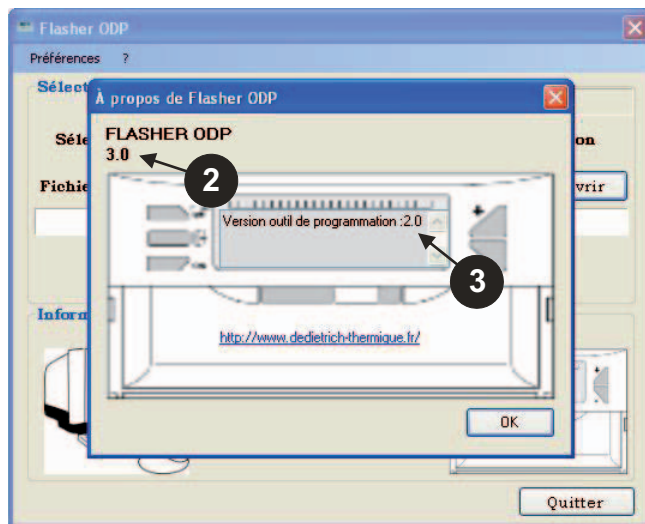 Flasher ODP
Préférences ?
À propos de Flasher ODP
FLASHER ODP
3.0
2
Version outil de programmation :2.0
3
http://www.dedietrich-thermique.fr/
OK
Quitter